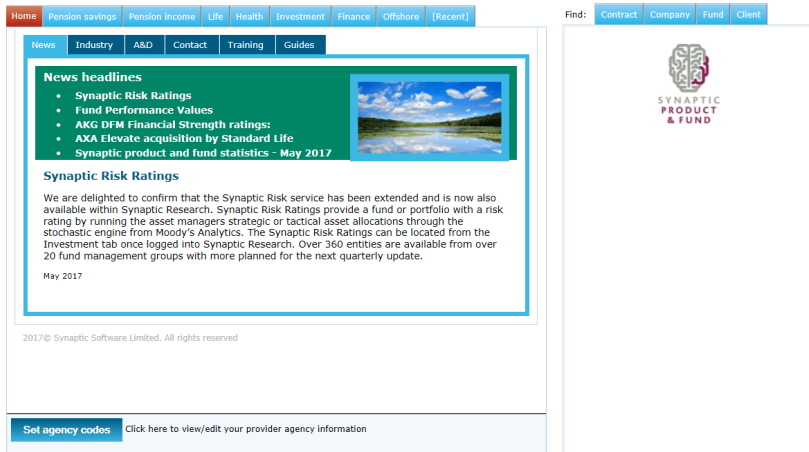 Home Pension savings Pension income Life Health Investment Finance Offshore [Recent]
Find: Contract Company Fund Client
News Industry A&D Contact Training Guides
News headlines
• Synaptic Risk Ratings
• Fund Performance Values
• AKG DFM Financial Strength ratings:
• AXA Elevate acquisition by Standard Life
• Synaptic product and fund statistics - May 2017
Synaptic Risk Ratings
We are delighted to confirm that the Synaptic Risk service has been extended and is now also
available within Synaptic Research. Synaptic Risk Ratings provide a fund or portfolio with a risk
rating by running the asset managers strategic or tactical asset allocations through the
stochastic engine from Moody's Analytics. The Synaptic Risk Ratings can be located from the
Investment tab once logged into Synaptic Research. Over 360 entities are available from over
20 fund management groups with more planned for the next quarterly update.
May 2017
2017© Synaptic Software Limited. All rights reserved
Set agency codes Click here to view/edit your provider agency information
SYNAPTIC
PRODUCT
& FUND